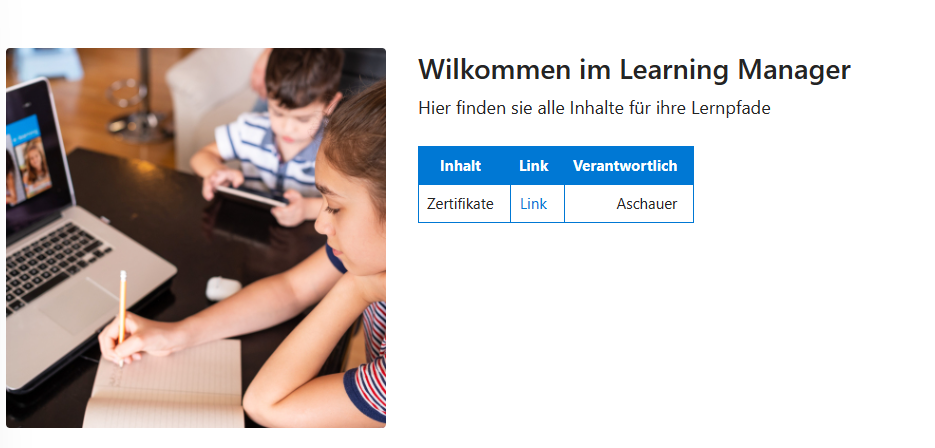 Wilkommen im Learning Manager
Hier finden sie alle Inhalte für ihre Lernpfade
Inhalt Link Verantwortlich
Zertifikate Link Aschauer